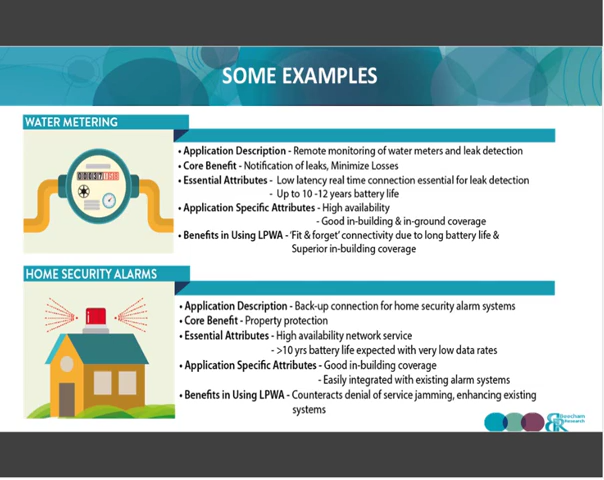 SOME EXAMPLES
WATER METERING
• Application Description - Remote monitoring of water meters and leak detection
• Core Benefit - Notification of leaks, Minimize Losses
• Essential Attributes - Low latency real time connection essential for leak detection
- Up to 10 -12 years battery life
• Application Specific Attributes - High availability
- Good in-building & in-ground coverage
• Benefits in Using LPWA - ‘Fit & forget’ connectivity due to long battery life &
Superior in-building coverage
HOME SECURITY ALARMS
• Application Description - Back-up connection for home security alarm systems
• Core Benefit - Property protection
• Essential Attributes - High availability network service
- >10 yrs battery life expected with very low data rates
• Application Specific Attributes - Good in-building coverage
- Easily integrated with existing alarm systems
• Benefits in Using LPWA - Counteracts denial of service jamming, enhancing existing
systems
Beecham
Research